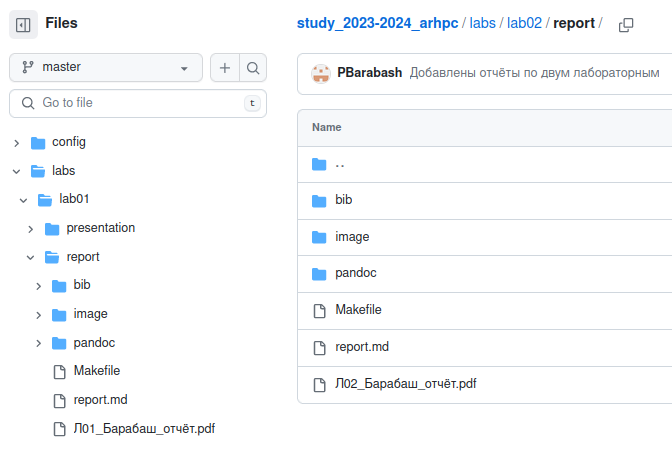 Files
master
Go to file
t
config
labs
lab01
presentation
report
bib
image
pandoc
Makefile
report.md
Л01_Барабаш_отчёт.pdf
study_2023-2024_arhpc / labs / lab02 / report /
PBarabash Добавлены отчёты по двум лабораторным
Name
..
bib
image
pandoc
Makefile
report.md
Л02_Барабаш_отчёт.pdf